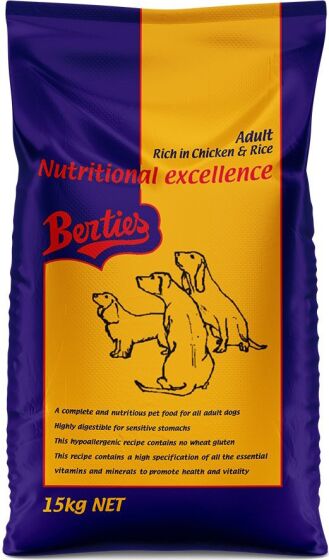 Adult
Rich in Chicken & Rice
Nutritional excellence
Berties
A complete and nutritious pet food for all adult dogs
Highly digestible for sensitive stomachs
This hypoallergenic recipe contains no wheat gluten
This recipe contains a high specification of all the essential
vitamins and minerals to promote health and vitality
15kg NET